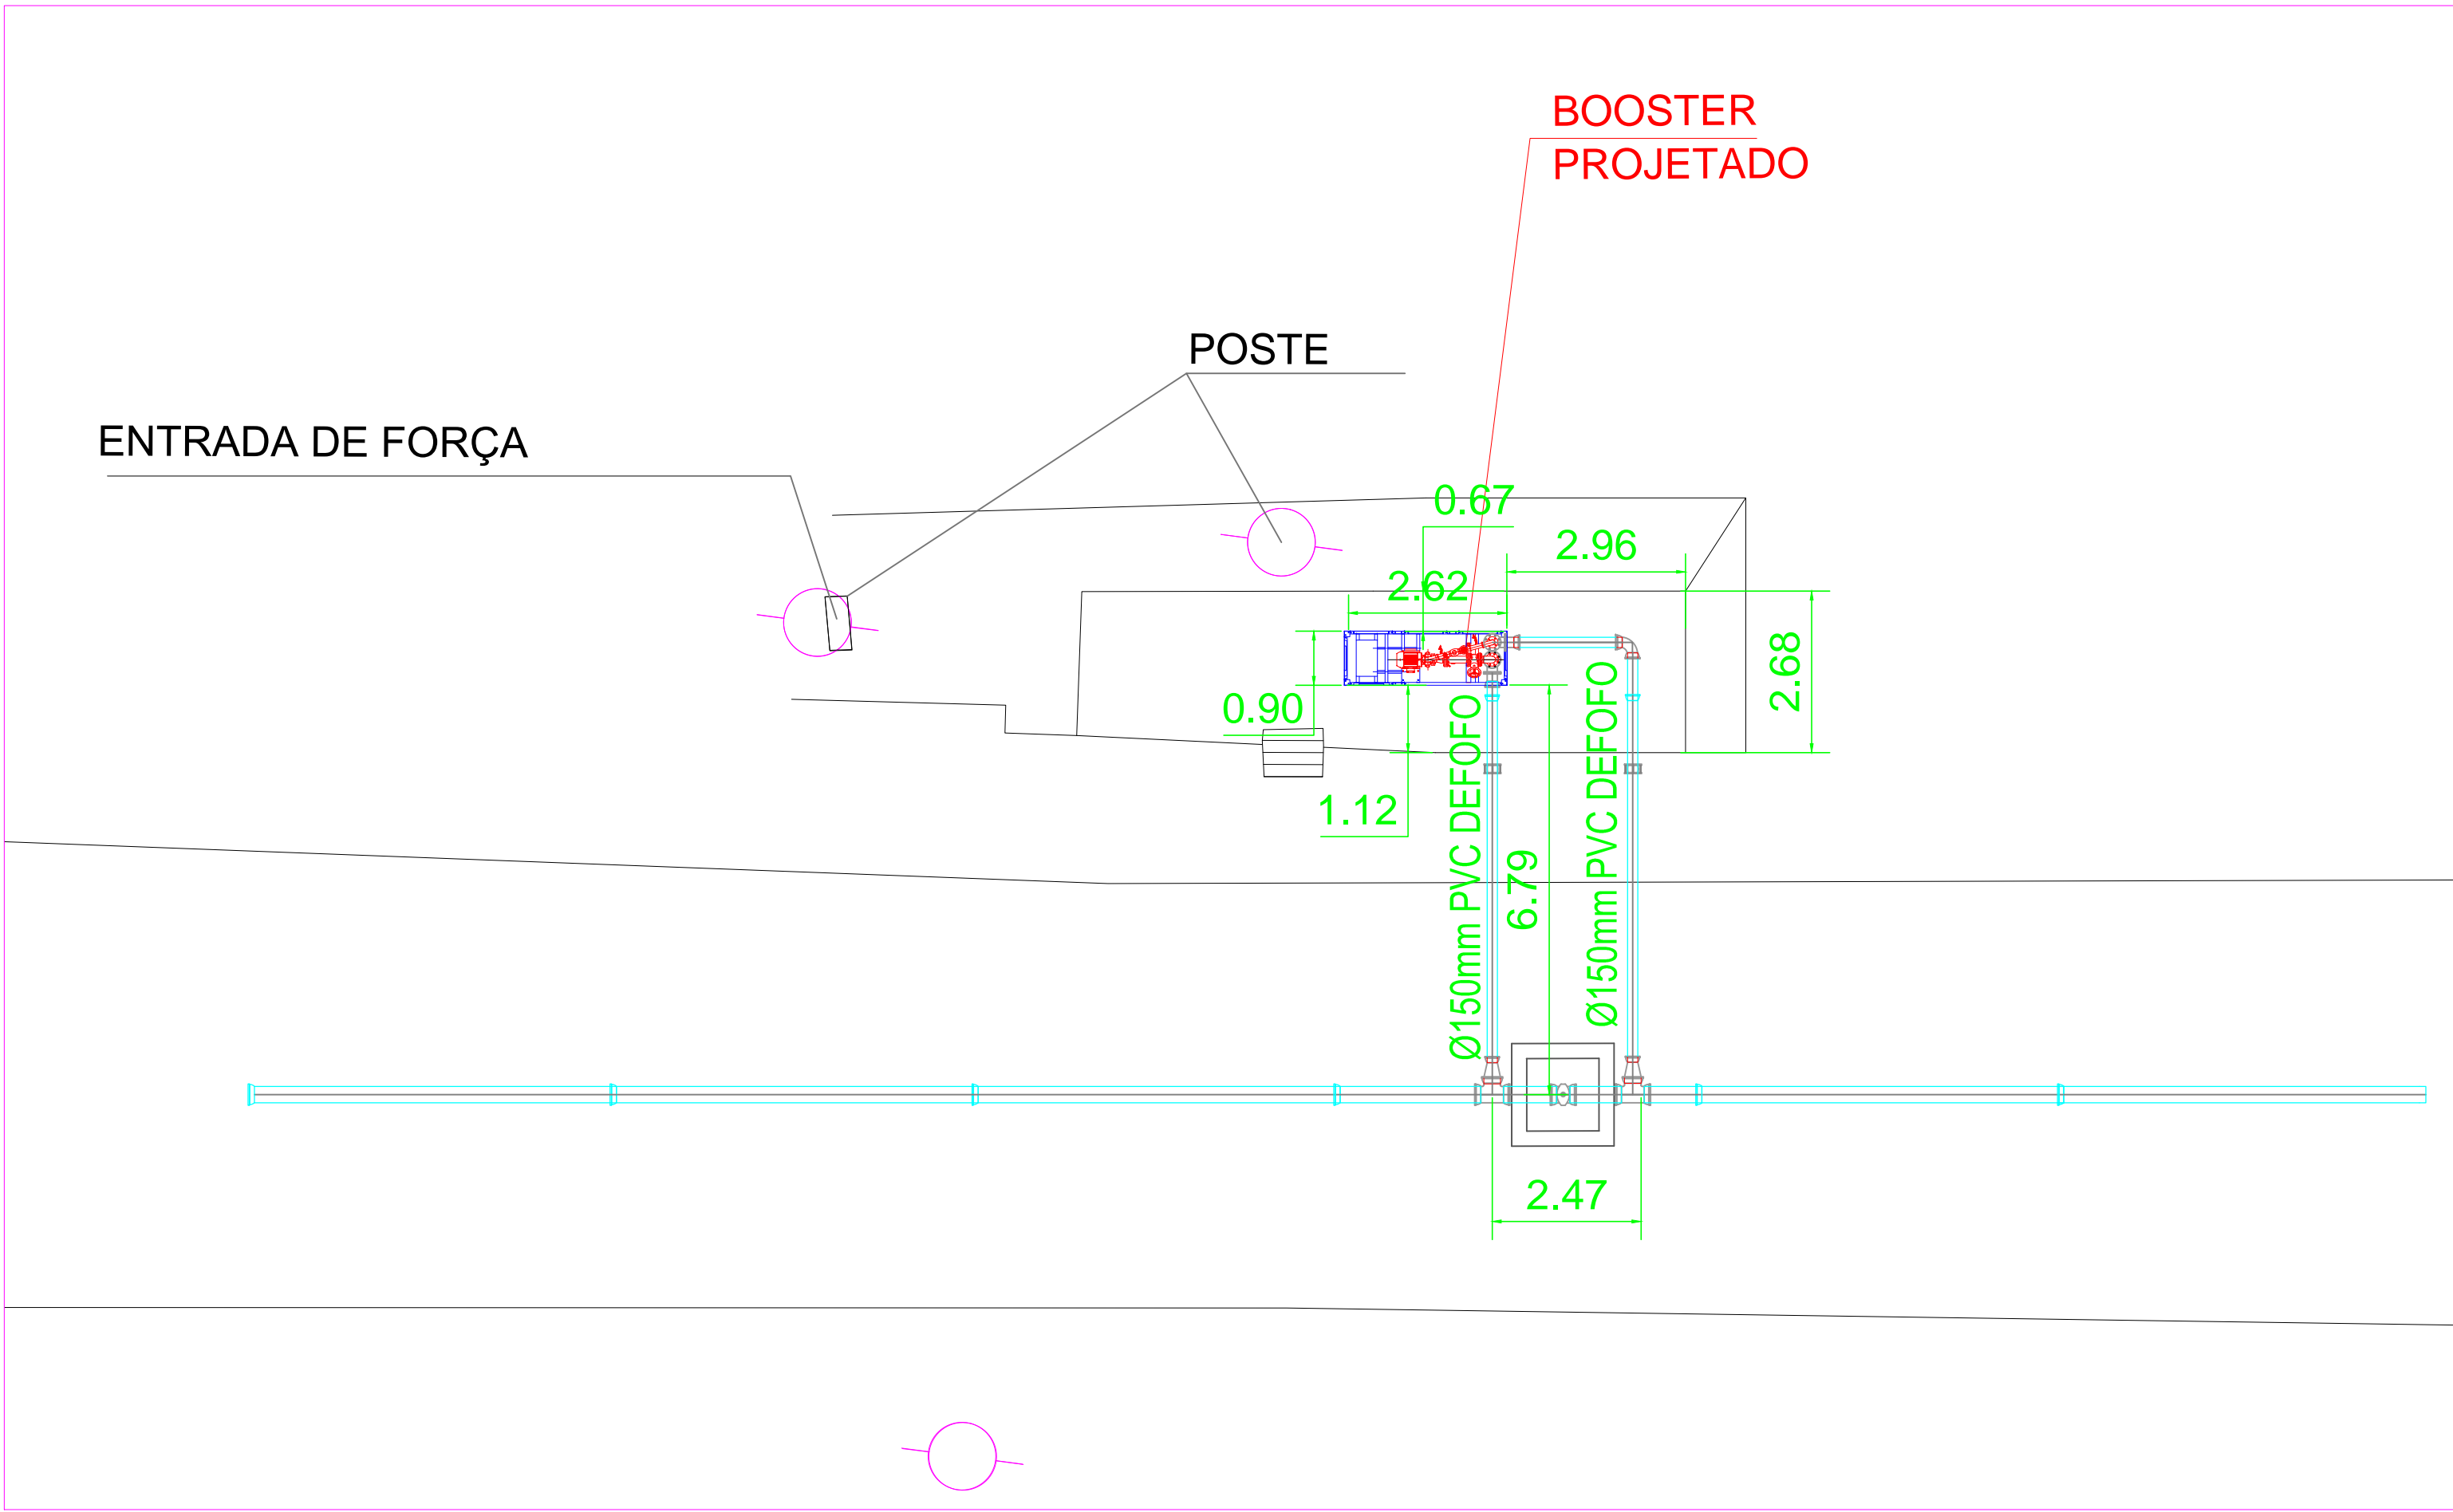 BOOSTER
PROJETADO
POSTE
ENTRADA DE FORÇA
0.67
2.96
2.62
2.68
0.90
1.12
Ø150mm PVC DEFOFO
6.79
Ø150mm PVC DEFOFO
2.47